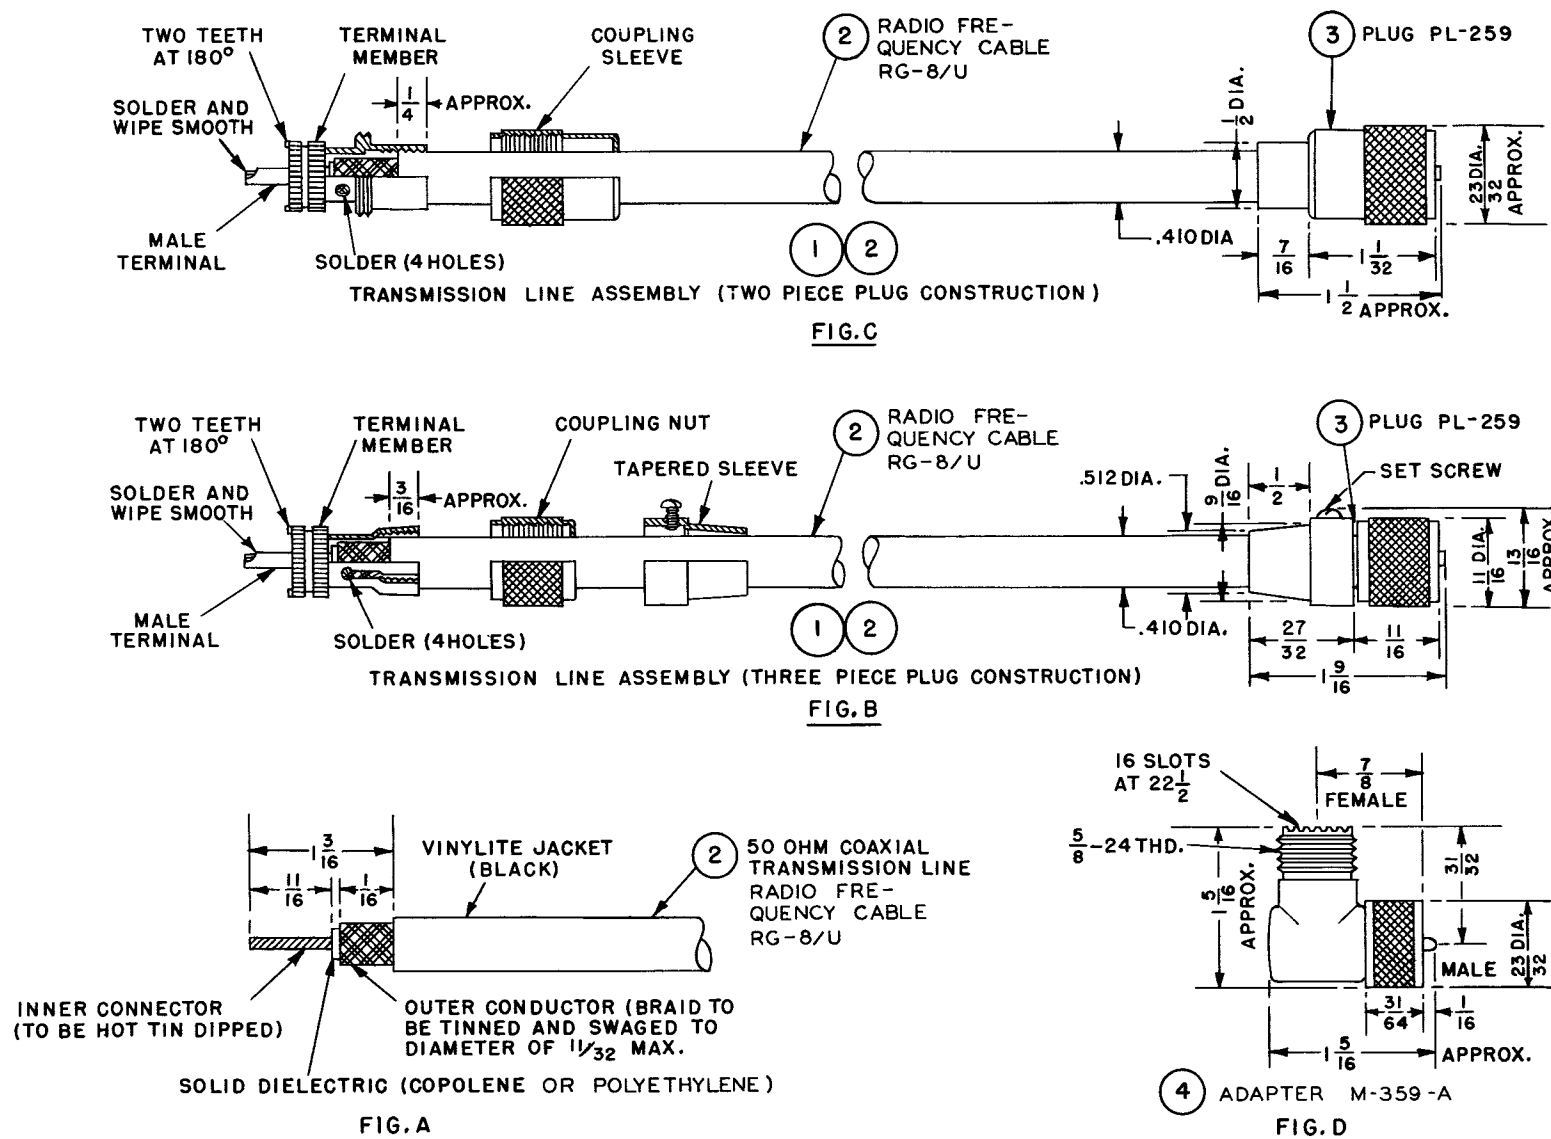 TWO TEETH
AT 180°
TERMINAL
MEMBER
COUPLING
SLEEVE
2
RADIO FRE-
QUENCY CABLE
RG-8/U
3 PLUG PL-259
SOLDER AND
WIPE SMOOTH
1/4 APPROX.
1/2 DIA.
23/32 DIA.
APPROX.
MALE
TERMINAL
SOLDER (4 HOLES)
1 2
.410 DIA
7/16
1 1/32
1 1/2 APPROX.
TRANSMISSION LINE ASSEMBLY (TWO PIECE PLUG CONSTRUCTION)
FIG.C
TWO TEETH
AT 180°
TERMINAL
MEMBER
COUPLING NUT
TAPERED SLEEVE
2
RADIO FRE-
QUENCY CABLE
RG-8/U
3 PLUG PL-259
SET SCREW
SOLDER AND
WIPE SMOOTH
3/16 APPROX.
.512 DIA.
9/16 DIA.
1/2
11/16 DIA
13/16
APPROX
MALE
TERMINAL
SOLDER (4 HOLES)
1 2
.410 DIA.
27/32
11/16
1 9/16
TRANSMISSION LINE ASSEMBLY (THREE PIECE PLUG CONSTRUCTION)
FIG.B
1 3/16
11/16
1/16
VINYLITE JACKET
(BLACK)
2
50 OHM COAXIAL
TRANSMISSION LINE
RADIO FRE-
QUENCY CABLE
RG-8/U
INNER CONNECTOR
(TO BE HOT TIN DIPPED)
OUTER CONDUCTOR (BRAID TO
BE TINNED AND SWAGED TO
DIAMETER OF 11/32 MAX.
SOLID DIELECTRIC (COPOLENE OR POLYETHYLENE)
FIG.A
16 SLOTS
AT 22 1/2
7/8
FEMALE
5/8-24 THD.
1 5/16
APPROX.
31/32
23/32 DIA.
MALE
31/64
1/16
1 5/16 APPROX.
4 ADAPTER M-359-A
FIG.D